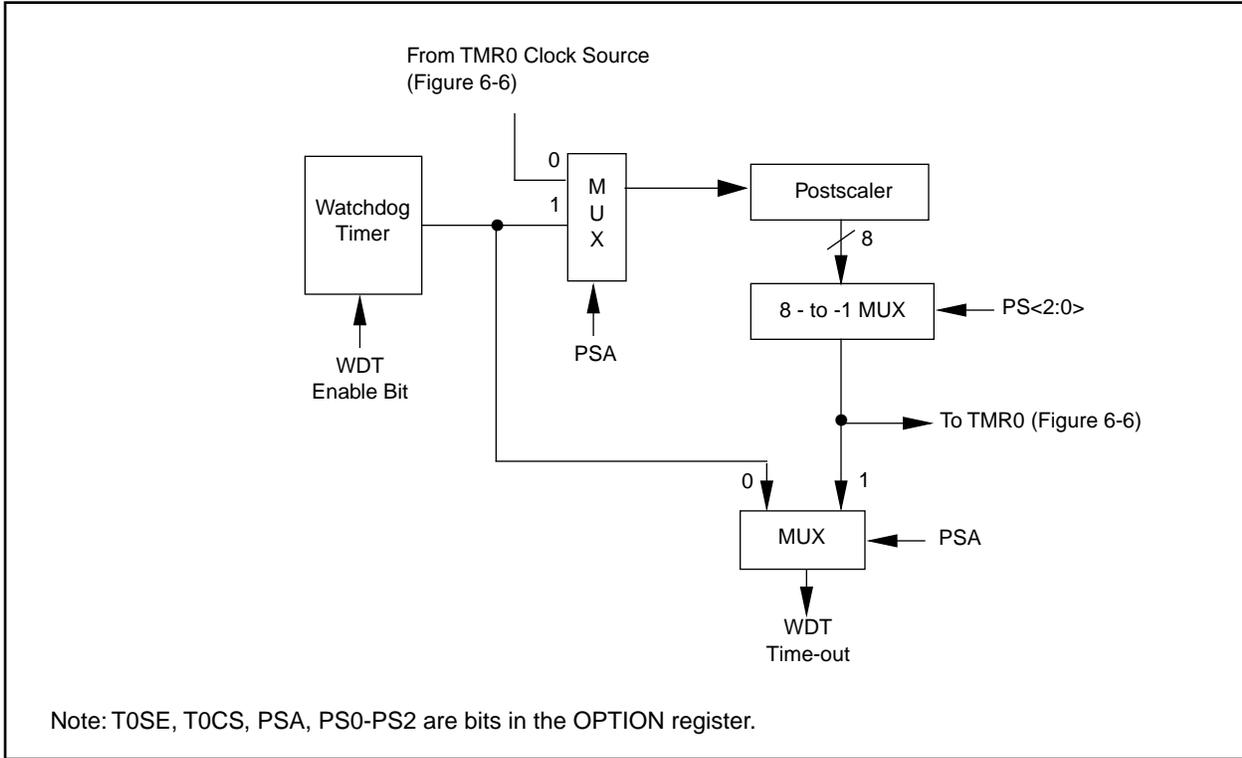 From TMR0 Clock Source
(Figure 6-6)
0
M
U
X
1
Watchdog
Timer
Postscaler
8
8 - to -1 MUX
PS<2:0>
PSA
WDT
Enable Bit
To TMR0 (Figure 6-6)
0
1
MUX
PSA
WDT
Time-out
Note: T0SE, T0CS, PSA, PS0-PS2 are bits in the OPTION register.